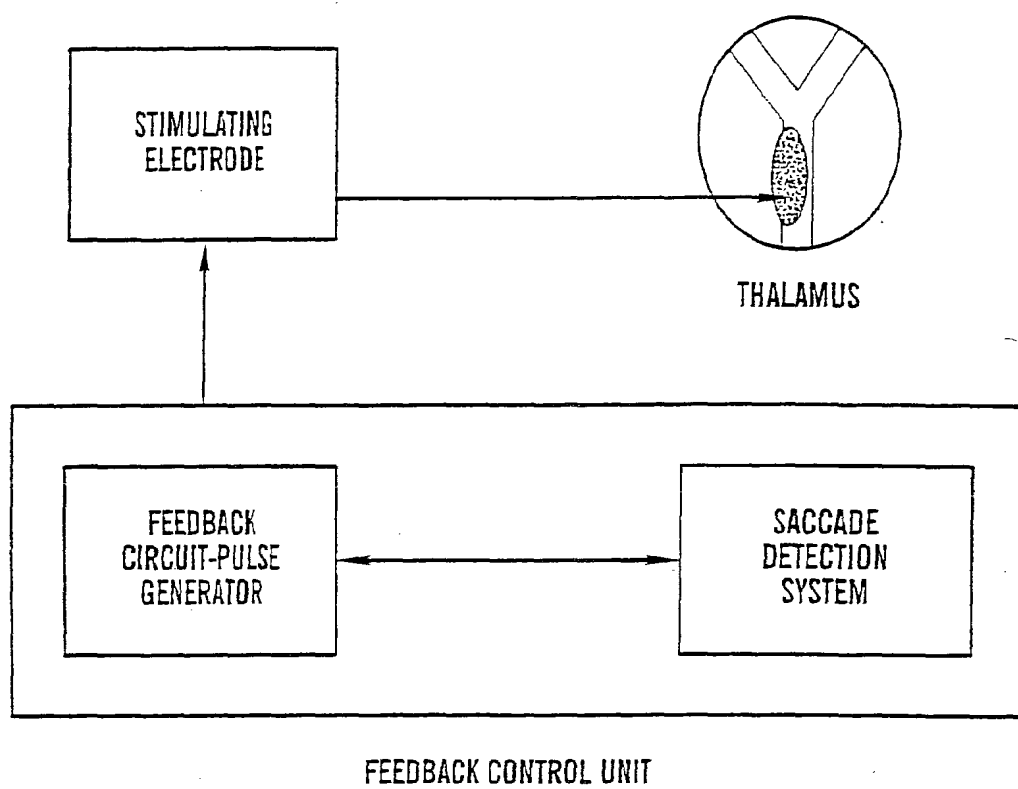 STIMULATING
ELECTRODE
THALAMUS
FEEDBACK
CIRCUIT-PULSE
GENERATOR
SACCADE
DETECTION
SYSTEM
FEEDBACK CONTROL UNIT